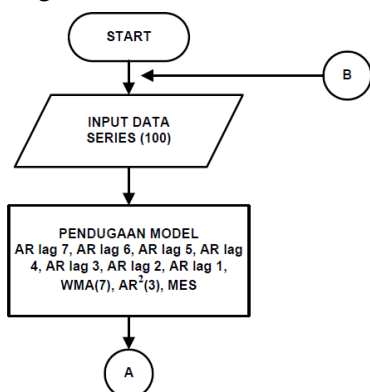 START
B
INPUT DATA
SERIES (100)
PENDUGAAN MODEL
AR lag 7, AR lag 6, AR lag 5, AR lag
4, AR lag 3, AR lag 2, AR lag 1,
WMA(7), AR²(3), MES
A